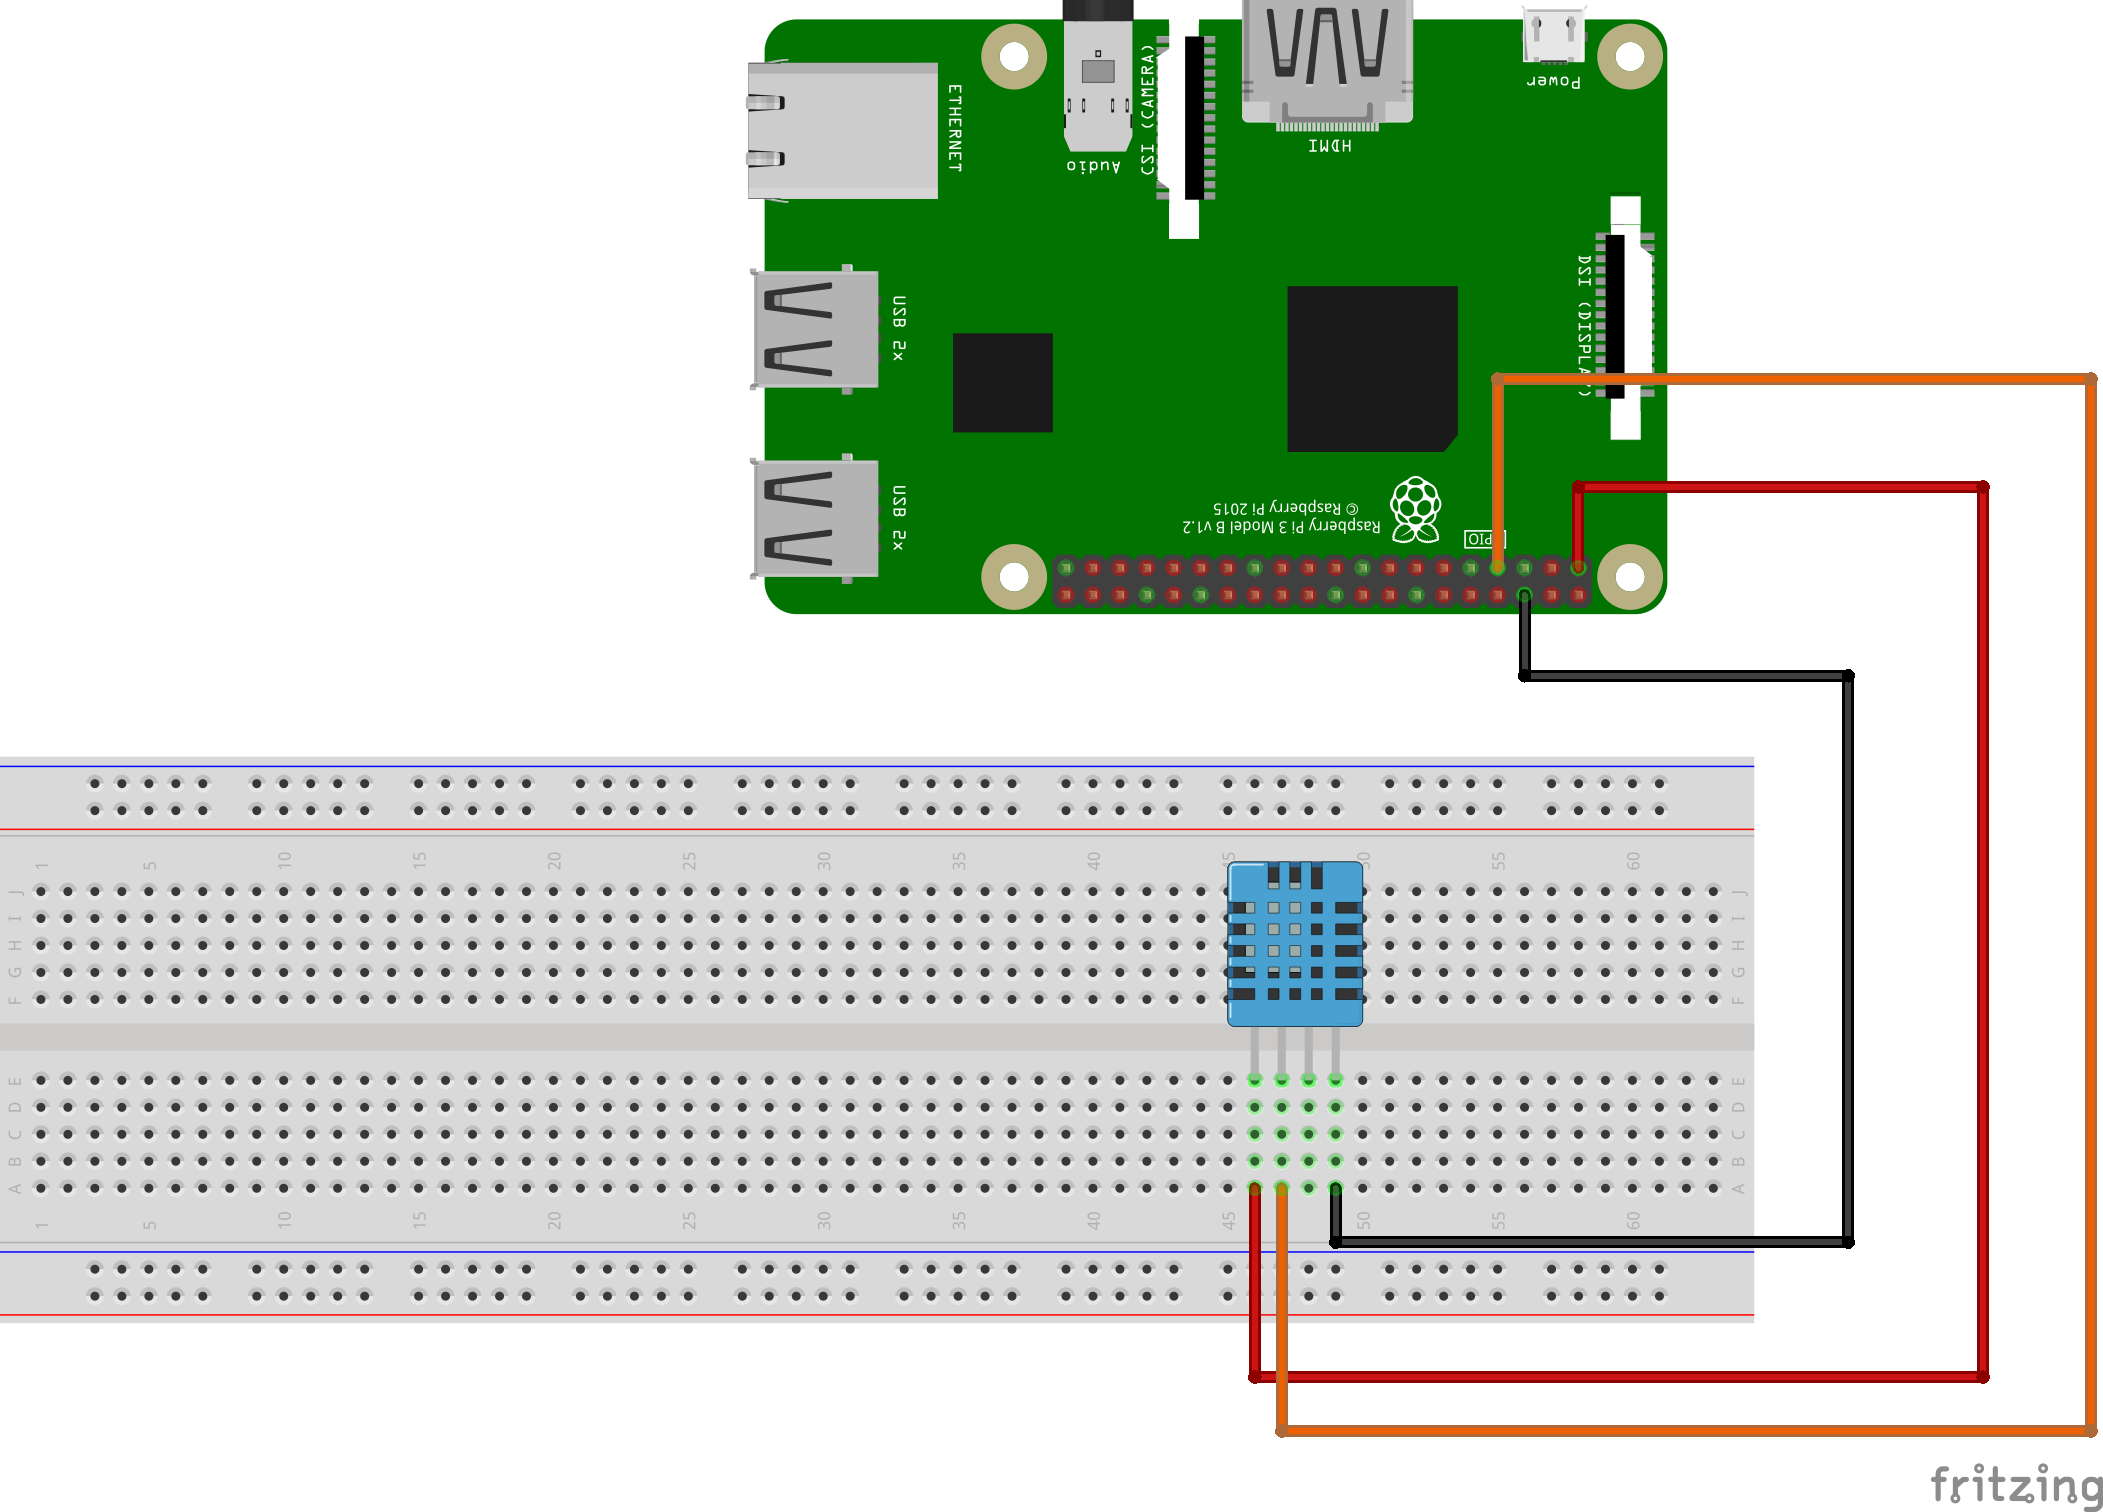 Power
ETHERNET
CSI (CAMERA)
Audio
HDMI
DSI (DISPLAY)
USB 2x
USB 2x
Raspberry Pi 3 Model B v1.2
© Raspberry Pi 2015
GPIO
1 5 10 15 20 25 30 35 40 45 50 55 60
J J
I I
H H
G G
F F
E E
D D
C C
B B
A A
1 5 10 15 20 25 30 35 40 45 50 55 60
fritzing